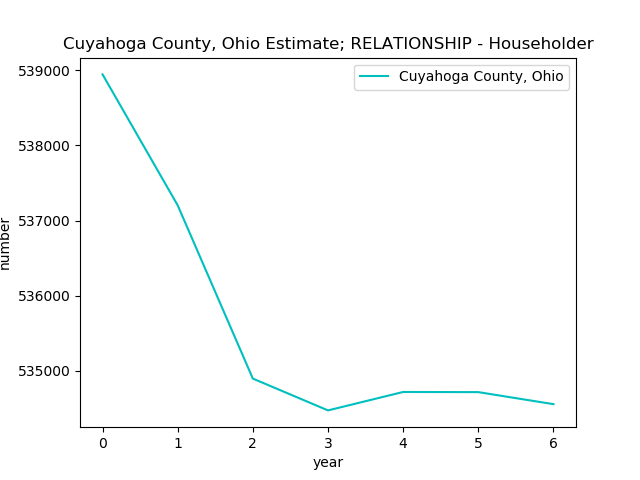 Cuyahoga County, Ohio Estimate; RELATIONSHIP - Householder
Cuyahoga County, Ohio
539000
538000
537000
536000
535000
number
0 1 2 3 4 5 6
year